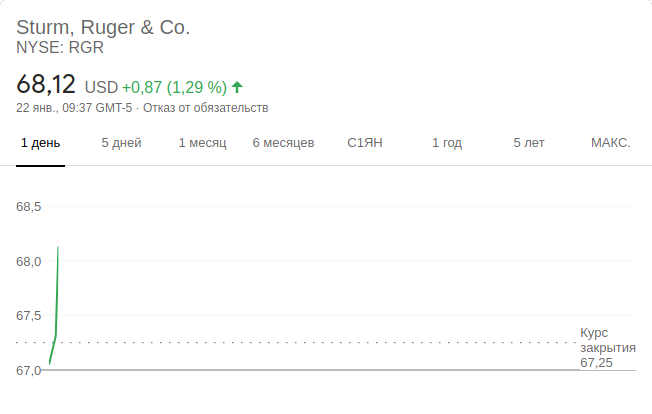 Sturm, Ruger & Co.
NYSE: RGR
68,12 USD +0,87 (1,29 %)
22 янв., 09:37 GMT-5 · Отказ от обязательств
1 день 5 дней 1 месяц 6 месяцев С1ЯН 1 год 5 лет МАКС.
68,5
68,0
67,5
Курс
закрытия
67,25
67,0